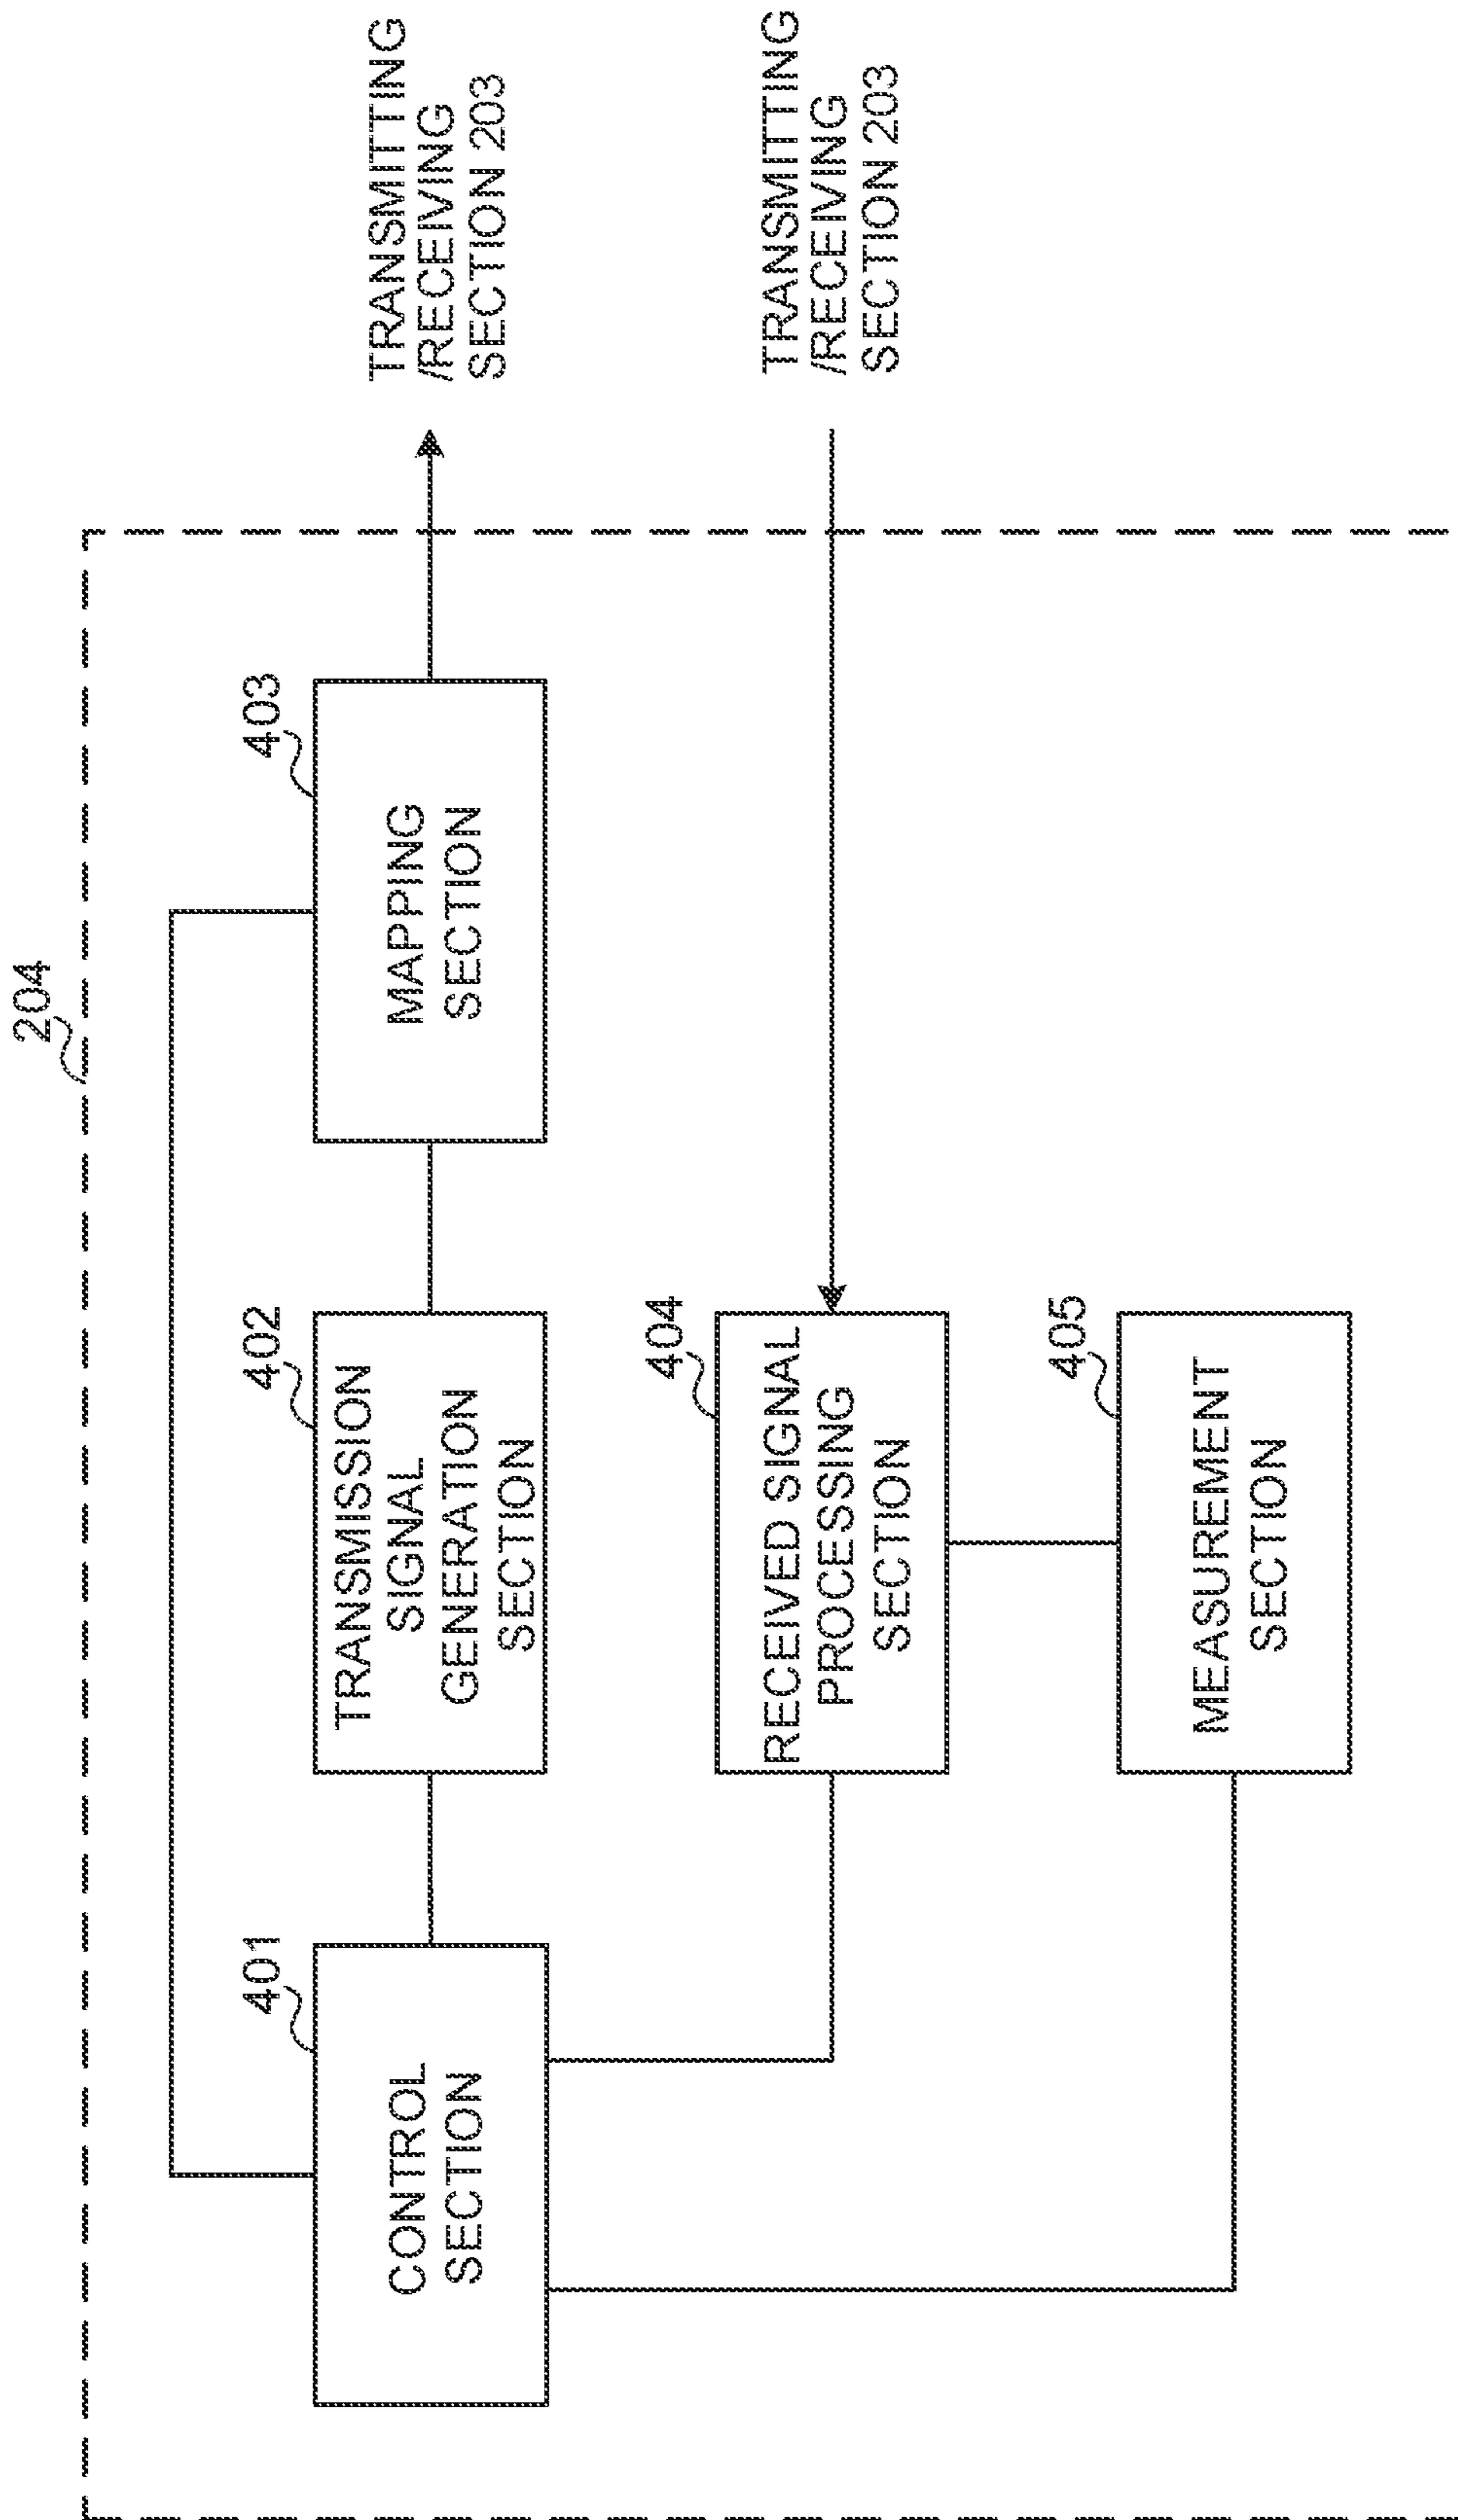 204
401
CONTROL
SECTION
402
TRANSMISSION
SIGNAL
GENERATION
SECTION
403
MAPPING
SECTION
TRANSMITTING
/RECEIVING
SECTION 203
404
RECEIVED SIGNAL
PROCESSING
SECTION
TRANSMITTING
/RECEIVING
SECTION 203
405
MEASUREMENT
SECTION